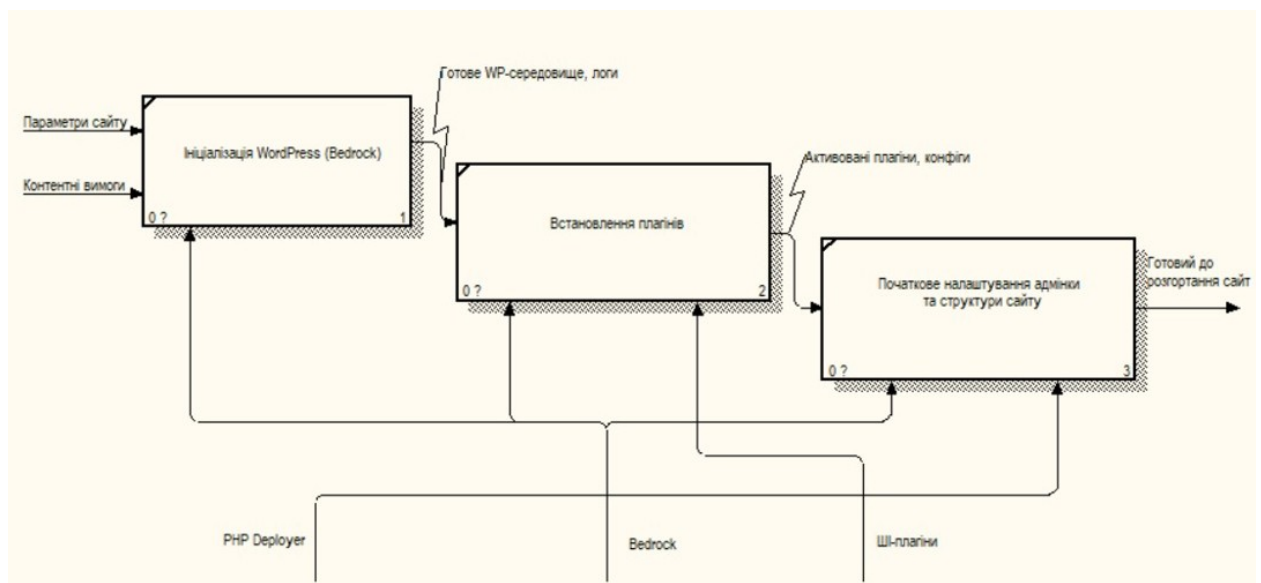 Готове WP-середовище, логи
Параметри сайту
Ініціалізація WordPress (Bedrock)
Контентні вимоги
0 ?
1
Активовані плагіни, конфіги
Встановлення плагінів
0 ?
2
Готовий до
розгортання сайт
Початкове налаштування адмінки
та структури сайту
0 ?
3
PHP Deployer
Bedrock
ШІ-плагіни